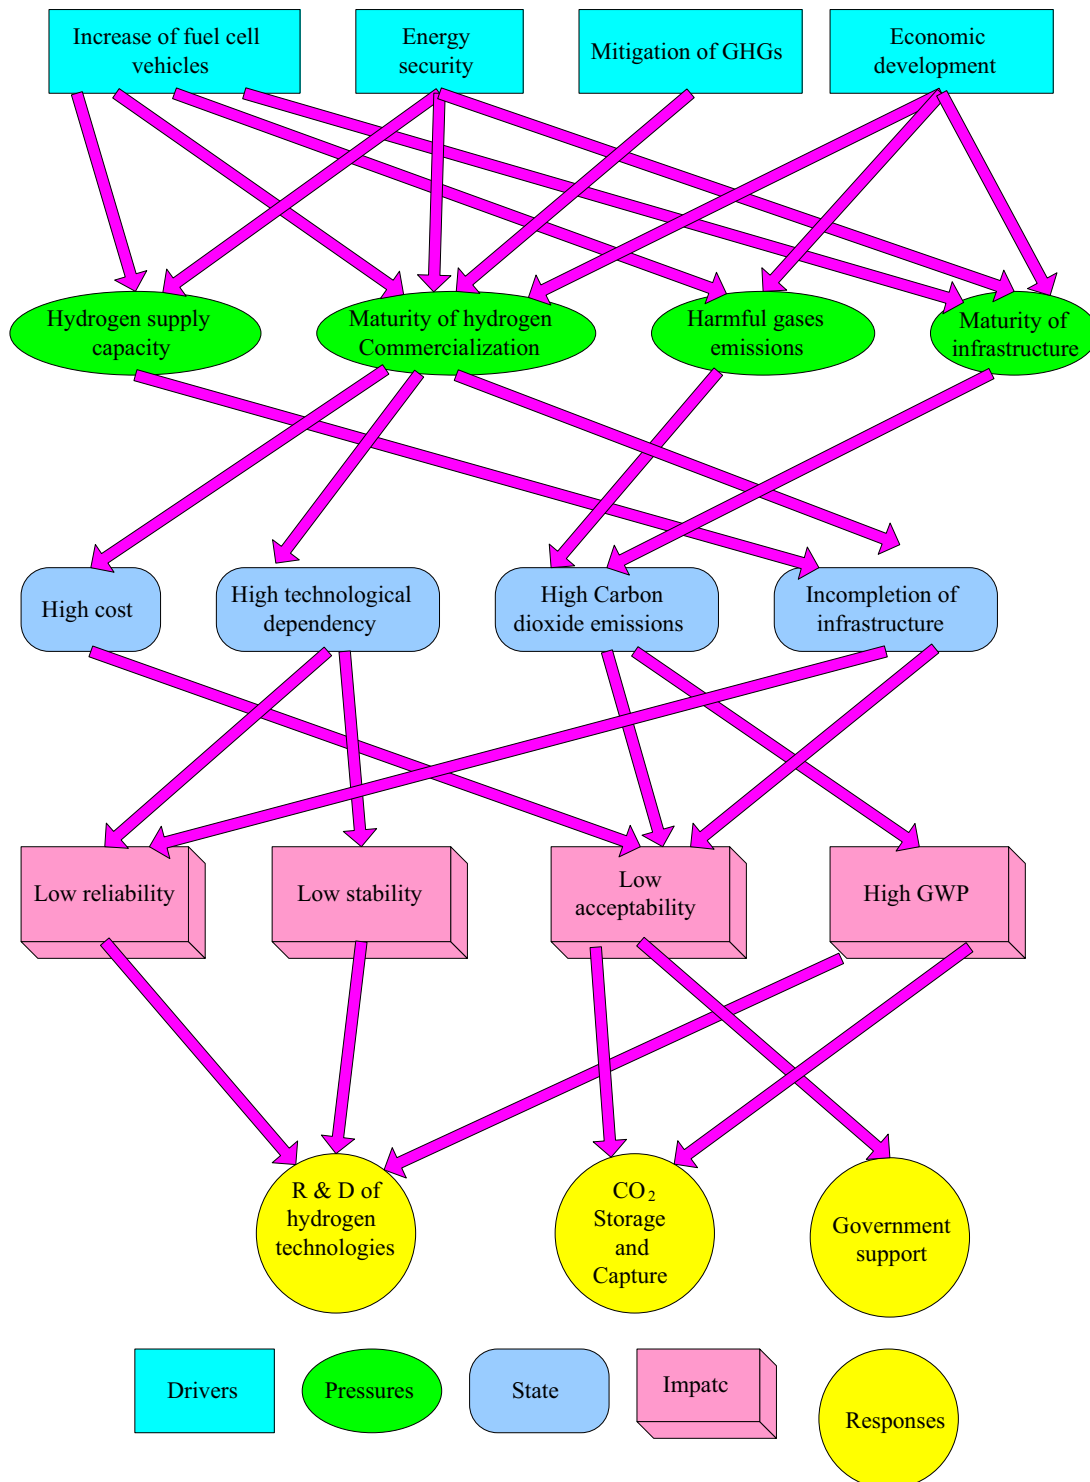 Increase of fuel cell
vehicles
Energy
security
Mitigation of GHGs
Economic
development
Hydrogen supply
capacity
Maturity of hydrogen
Commercialization
Harmful gases
emissions
Maturity of
infrastructure
High cost
High technological
dependency
High Carbon
dioxide emissions
Incompletion of
infrastructure
Low reliability
Low stability
Low
acceptability
High GWP
R & D of
hydrogen
technologies
CO₂
Storage
and
Capture
Government
support
Drivers
Pressures
State
Impatc
Responses